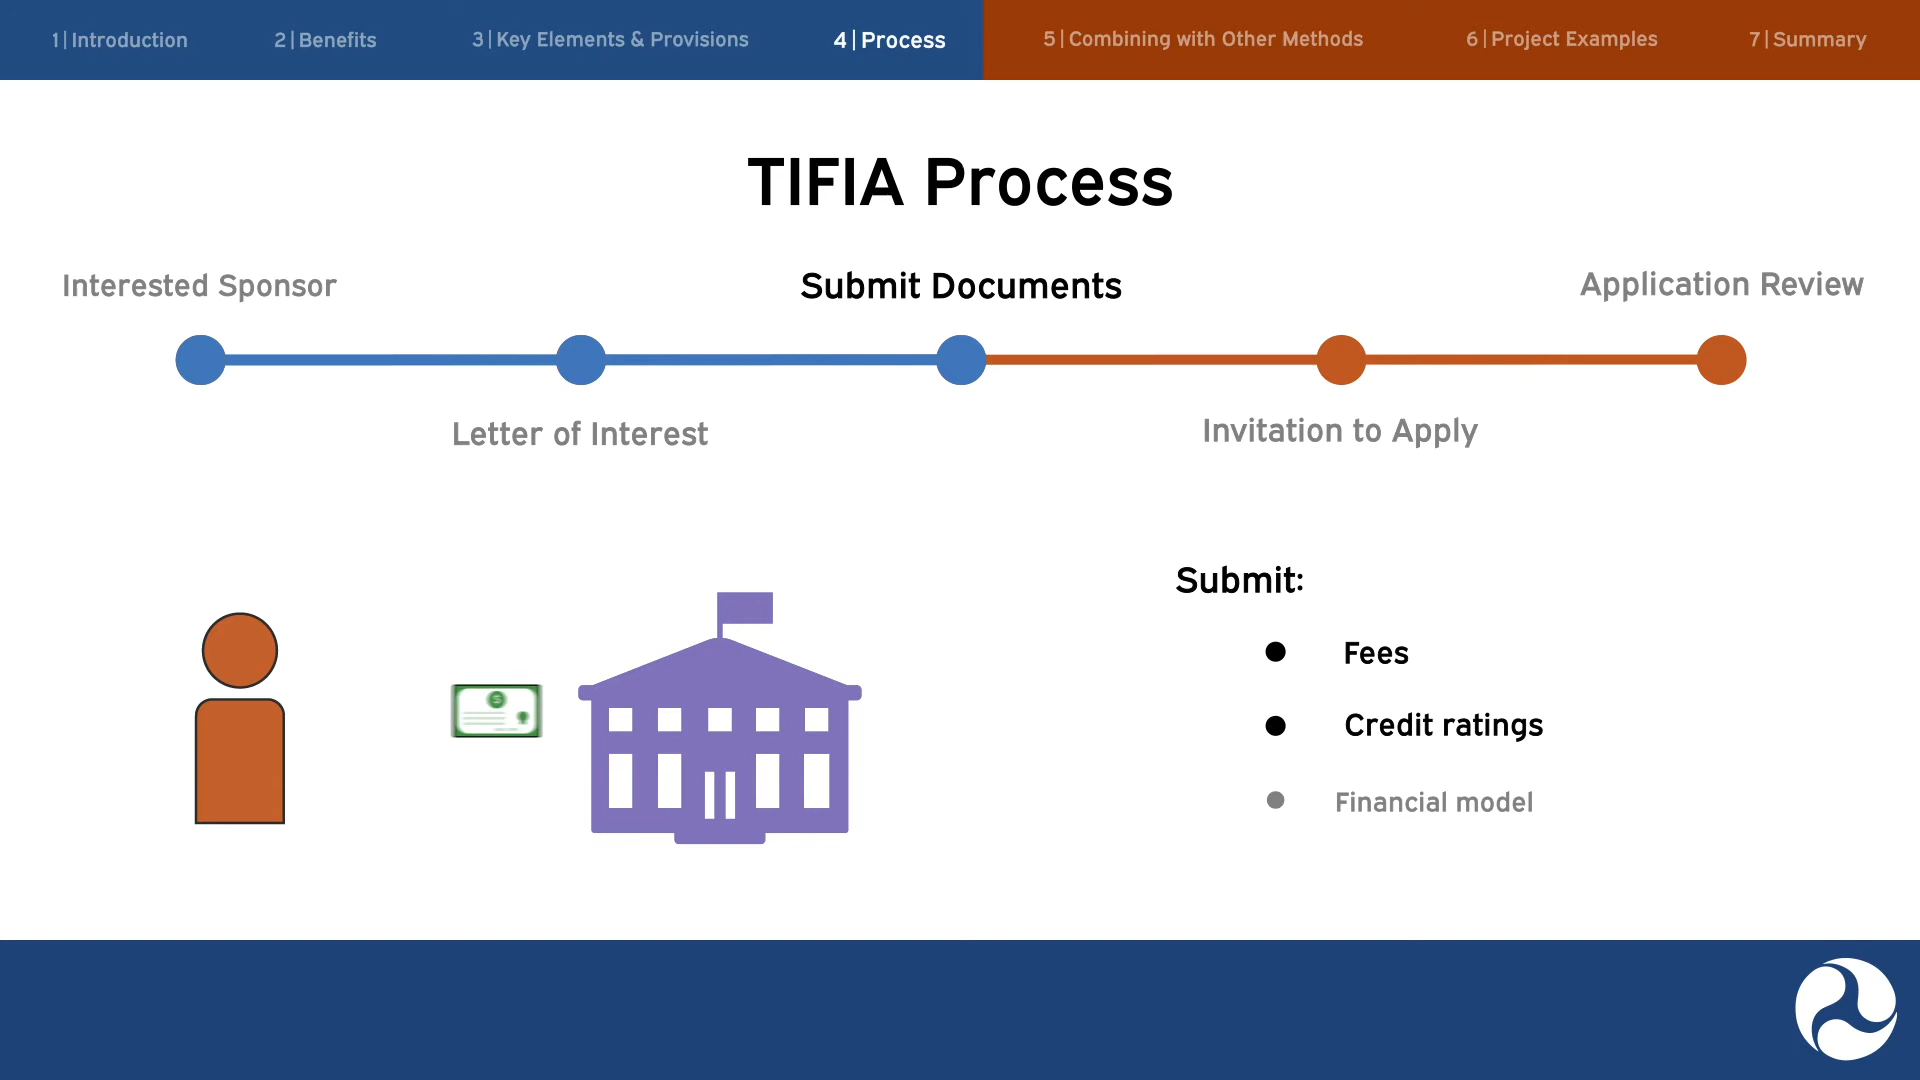 1|Introduction 2|Benefits 3|Key Elements & Provisions 4|Process 5|Combining with Other Methods 6|Project Examples 7|Summary
TIFIA Process
Interested Sponsor Submit Documents Application Review
Letter of Interest Invitation to Apply
Submit:
● Fees
● Credit ratings
● Financial model